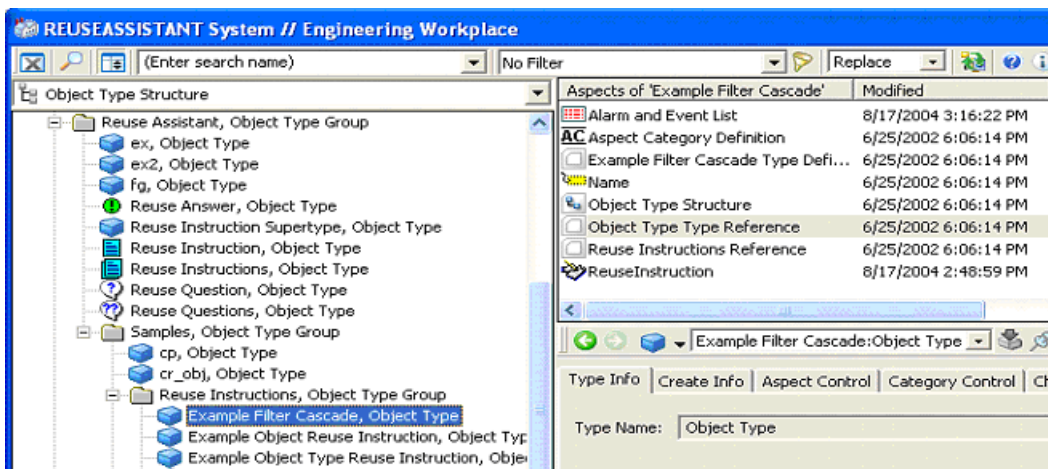 REUSEASSISTANT System // Engineering Workplace
(Enter search name)
No Filter
Replace
Object Type Structure
Reuse Assistant, Object Type Group
ex, Object Type
ex2, Object Type
fg, Object Type
Reuse Answer, Object Type
Reuse Instruction Supertype, Object Type
Reuse Instruction, Object Type
Reuse Instructions, Object Type
Reuse Question, Object Type
Reuse Questions, Object Type
Samples, Object Type Group
cp, Object Type
cr_obj, Object Type
Reuse Instructions, Object Type Group
Example Filter Cascade, Object Type
Example Object Reuse Instruction, Object Typ
Example Object Type Reuse Instruction, Obje
Aspects of 'Example Filter Cascade' Modified
Alarm and Event List 8/17/2004 3:16:22 PM
AC Aspect Category Definition 6/25/2002 6:06:14 PM
Example Filter Cascade Type Defi... 6/25/2002 6:06:14 PM
Name 6/25/2002 6:06:14 PM
Object Type Structure 6/25/2002 6:06:14 PM
Object Type Type Reference 6/25/2002 6:06:14 PM
Reuse Instructions Reference 6/25/2002 6:06:14 PM
ReuseInstruction 8/17/2004 2:48:59 PM
Example Filter Cascade:Object Type
Type Info Create Info Aspect Control Category Control Ch
Type Name: Object Type